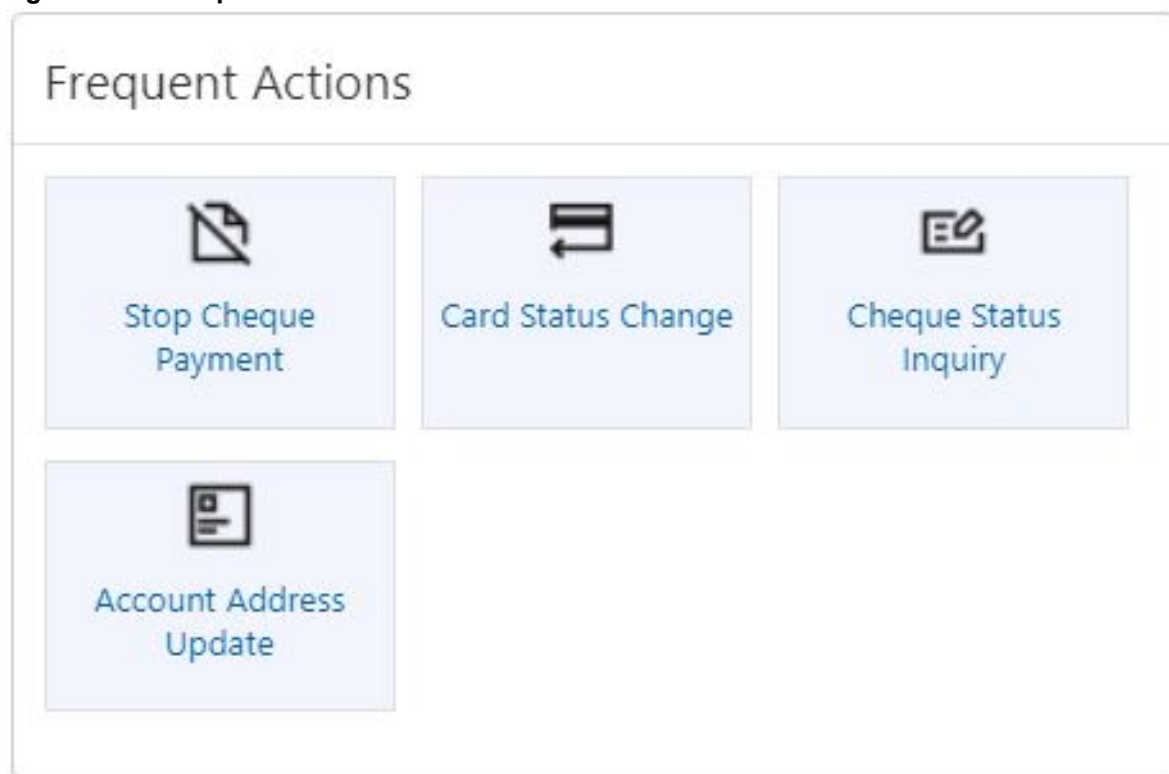 Frequent Actions
Stop Cheque
Payment
Card Status Change
Cheque Status
Inquiry
Account Address
Update